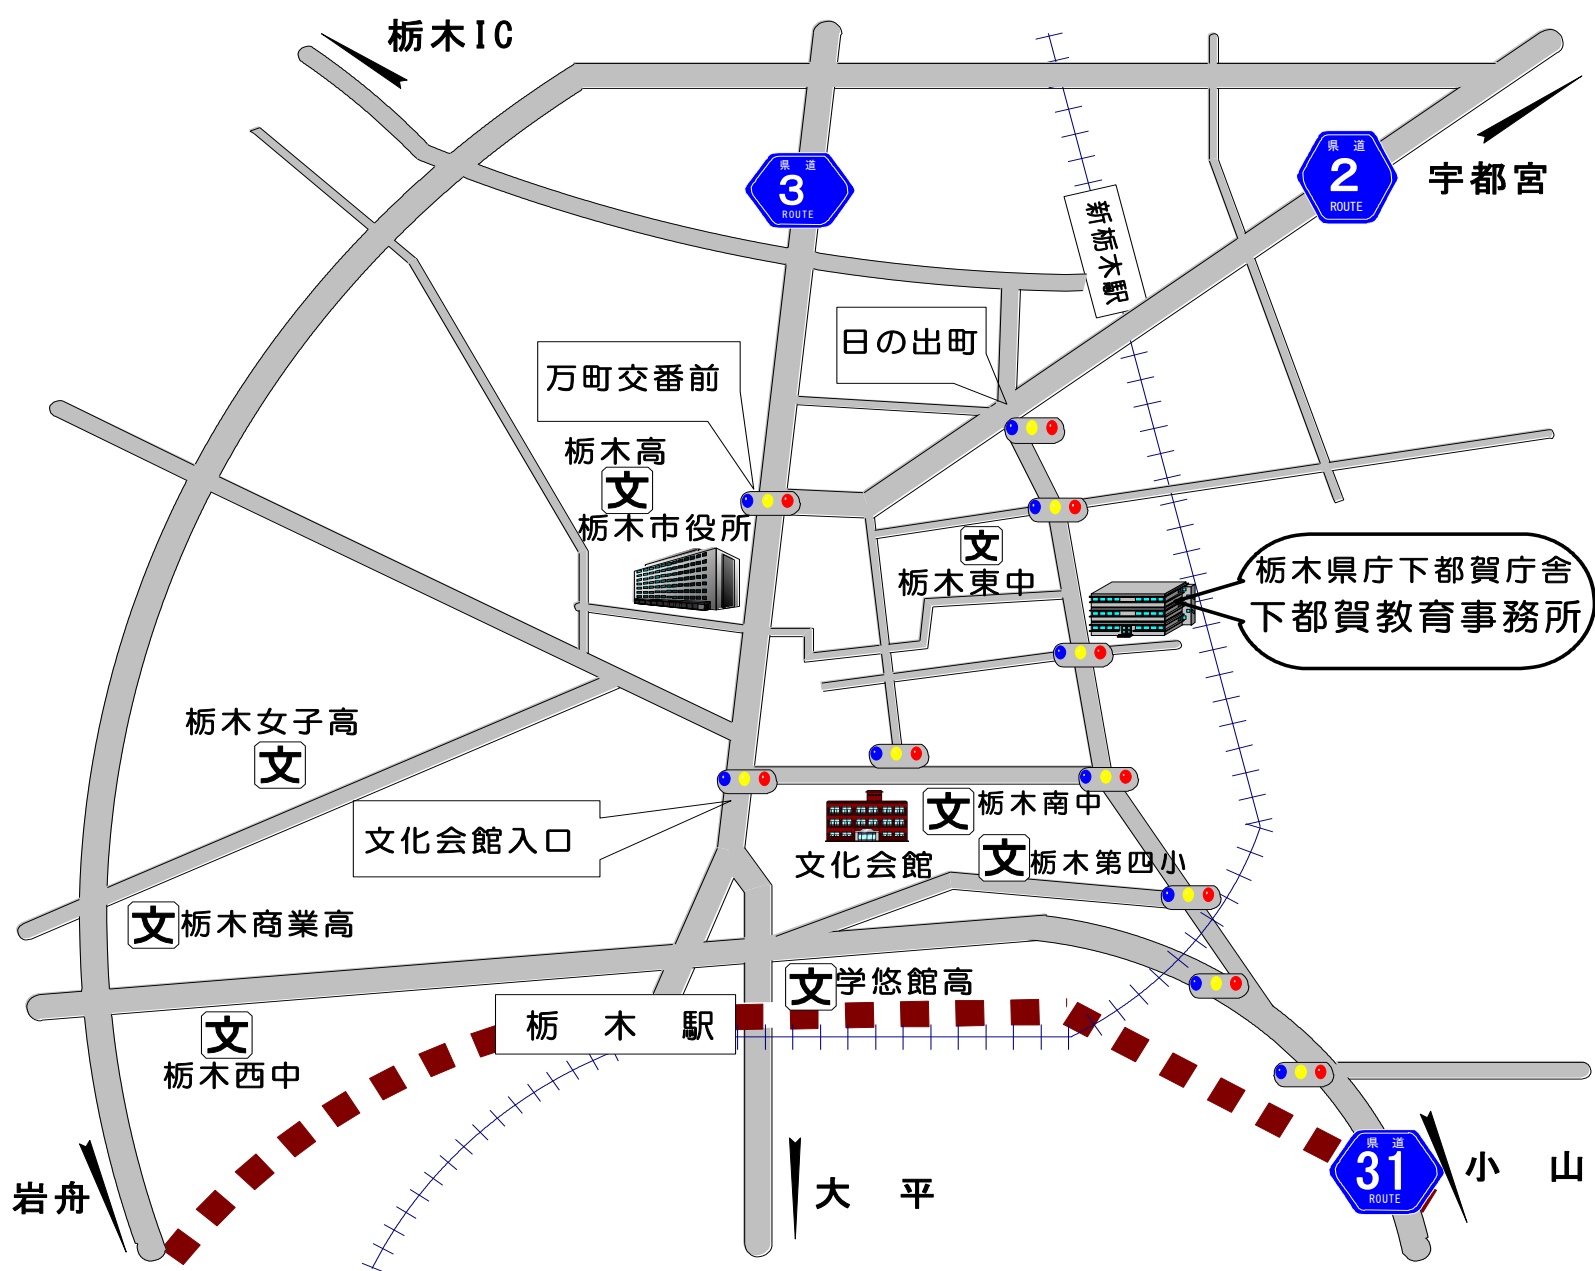 栃木IC
県 道
3
ROUTE
県 道
2
ROUTE
宇都宮
新栃木駅
日の出町
万町交番前
栃木高
文
栃木市役所
文
栃木東中
栃木県庁下都賀庁舎
下都賀教育事務所
栃木女子高
文
文化会館入口
文化会館
文
栃木南中
文
栃木第四小
文
栃木商業高
文
学悠館高
栃 木 駅
文
栃木西中
岩舟
大 平
県 道
31
ROUTE
小 山